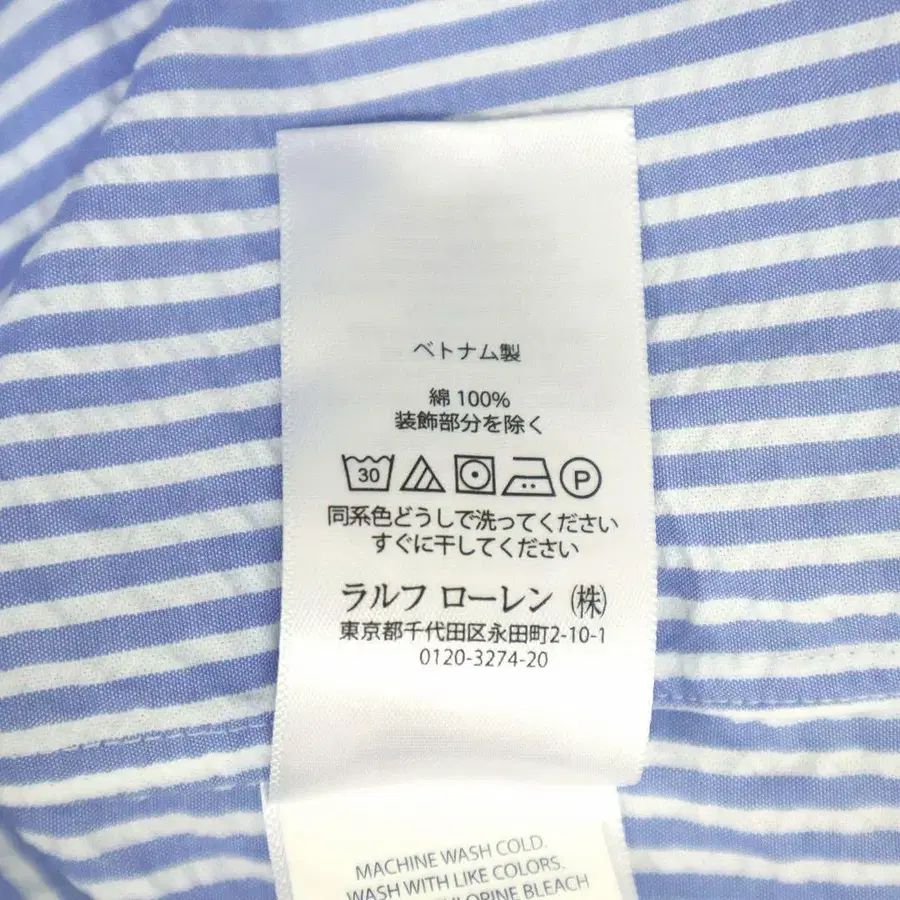 ベトナム製
綿 100%
装飾部分を除く
30 P
同系色どうしで洗ってください
すぐに干してください
ラルフ ローレン (株)
東京都千代田区永田町2-10-1
0120-3274-20
MACHINE WASH COLD.
WASH WITH LIKE COLORS.
BLEACH